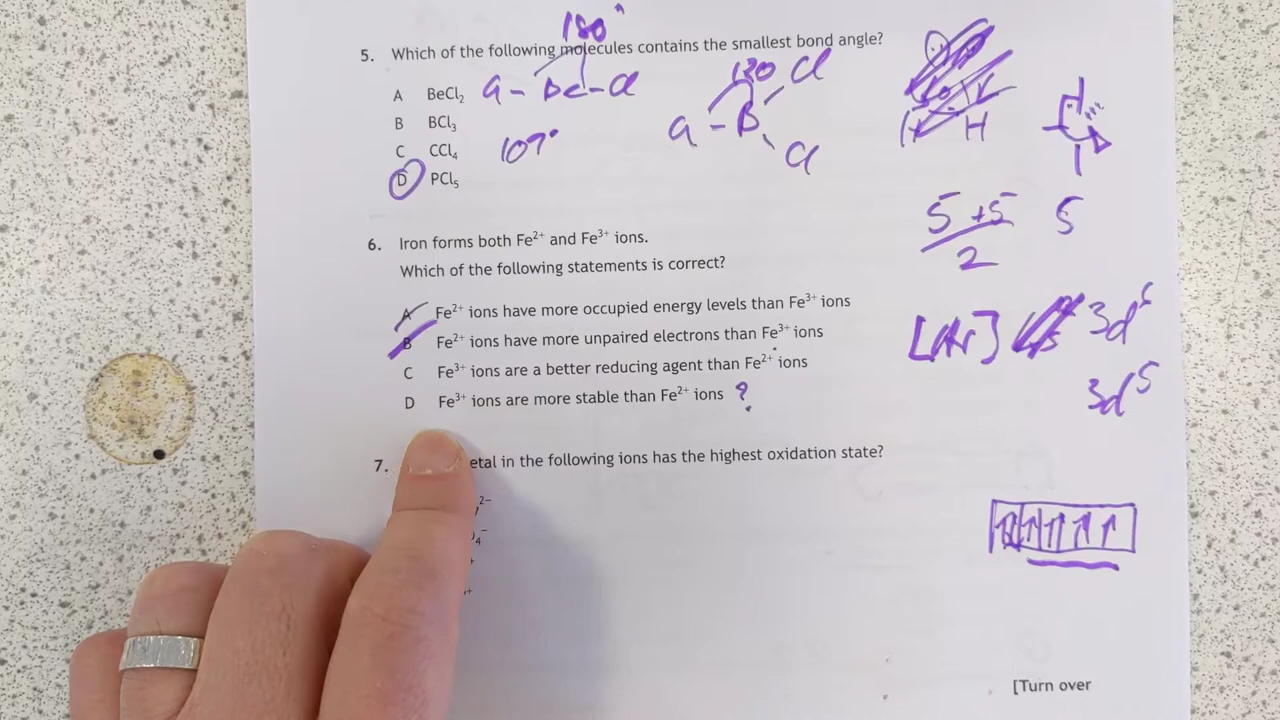 180°
5. Which of the following molecules contains the smallest bond angle?
A BeCl₂ Cl – Be – Cl
120 Cl
B BCl₃ Cl – B
H
C CCl₄ 107°
Cl
D PCl₅
5 + 5 5
2
6. Iron forms both Fe²⁺ and Fe³⁺ ions.
Which of the following statements is correct?
A Fe²⁺ ions have more occupied energy levels than Fe³⁺ ions
B Fe²⁺ ions have more unpaired electrons than Fe³⁺ ions
[Ar] 3d⁶
C Fe³⁺ ions are a better reducing agent than Fe²⁺ ions
D Fe³⁺ ions are more stable than Fe²⁺ ions ?
3d⁵
7. etal in the following ions has the highest oxidation state?
²⁻
₄⁻
⁺
⁺
[Turn over